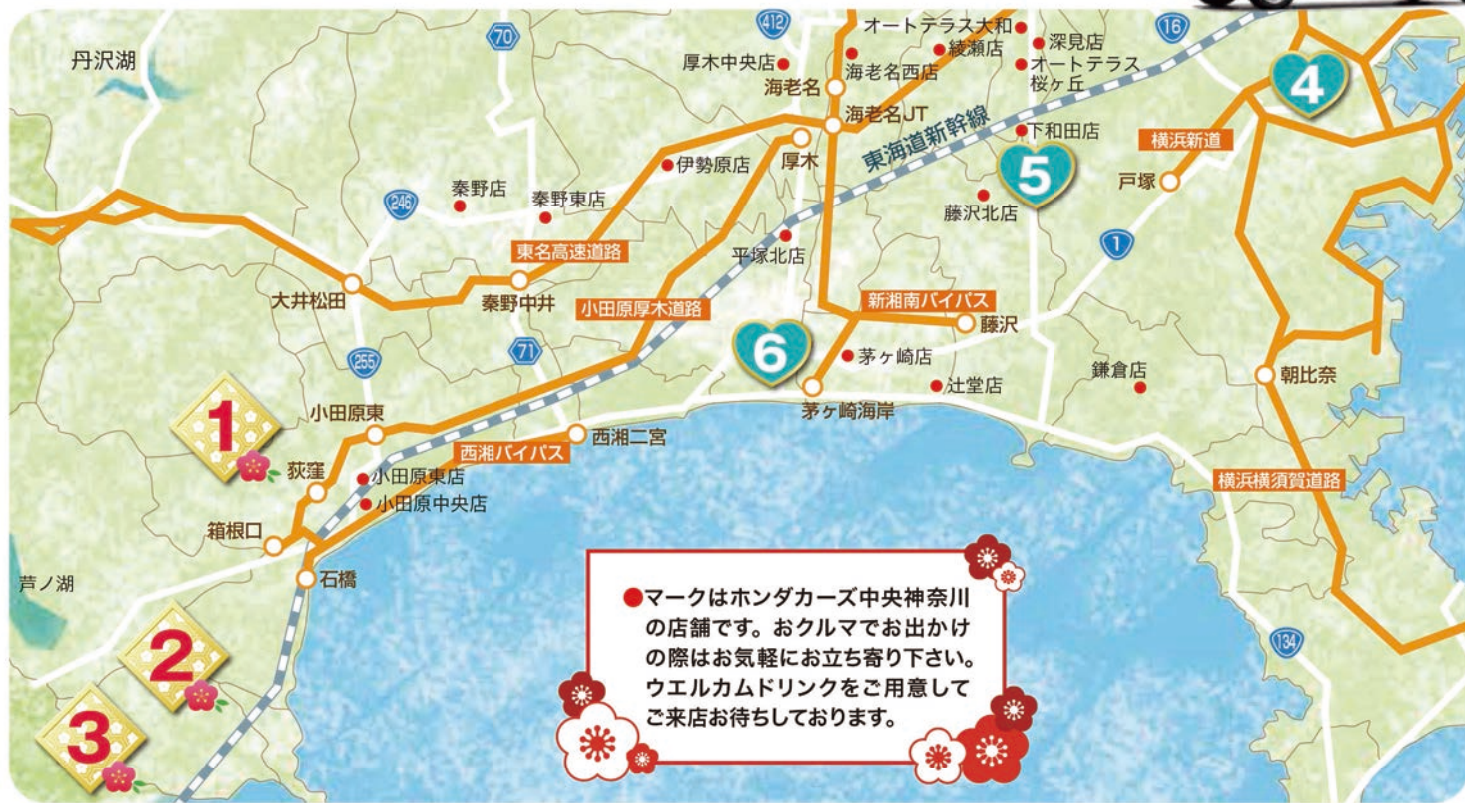 412
オートテラス大和
16
70
深見店
綾瀬店
丹沢湖
厚木中央店
海老名西店
オートテラス
桜ヶ丘
海老名
4
海老名JT
東海道新幹線
下和田店
横浜新道
厚木
伊勢原店
5
戸塚
秦野店
秦野東店
246
藤沢北店
1
東名高速道路
平塚北店
大井松田
秦野中井
小田原厚木道路
新湘南バイパス
藤沢
6
71
255
茅ヶ崎店
鎌倉店
朝比奈
辻堂店
茅ヶ崎海岸
1
小田原東
西湘二宮
西湘バイパス
荻窪
小田原東店
横浜横須賀道路
小田原中央店
箱根口
石橋
芦ノ湖
●マークはホンダカーズ中央神奈川
の店舗です。おクルマでお出かけ
の際はお気軽にお立ち寄り下さい。
ウエルカムドリンクをご用意して
ご来店お待ちしております。
134
2
3